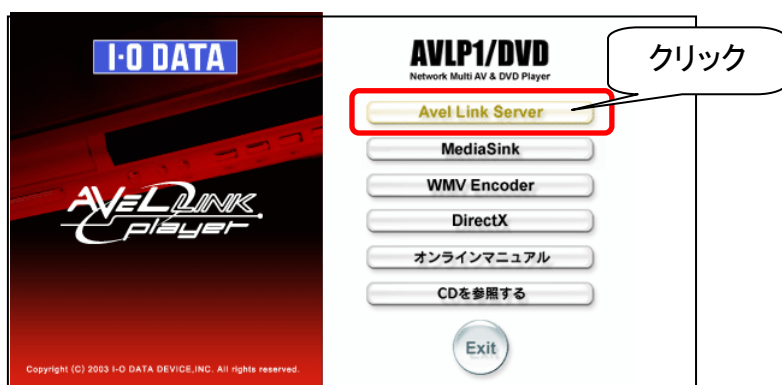 I-O DATA
AVEL LINK
player
Copyright (C) 2003 I-O DATA DEVICE,INC. All rights reserved.
AVLP1/DVD
Network Multi AV & DVD Player
クリック
Avel Link Server
MediaSink
WMV Encoder
DirectX
オンラインマニュアル
CDを参照する
Exit